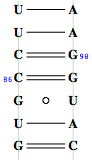 U — A
U A
C — G 98
86 C — G
G ○ U
U — A
G — C